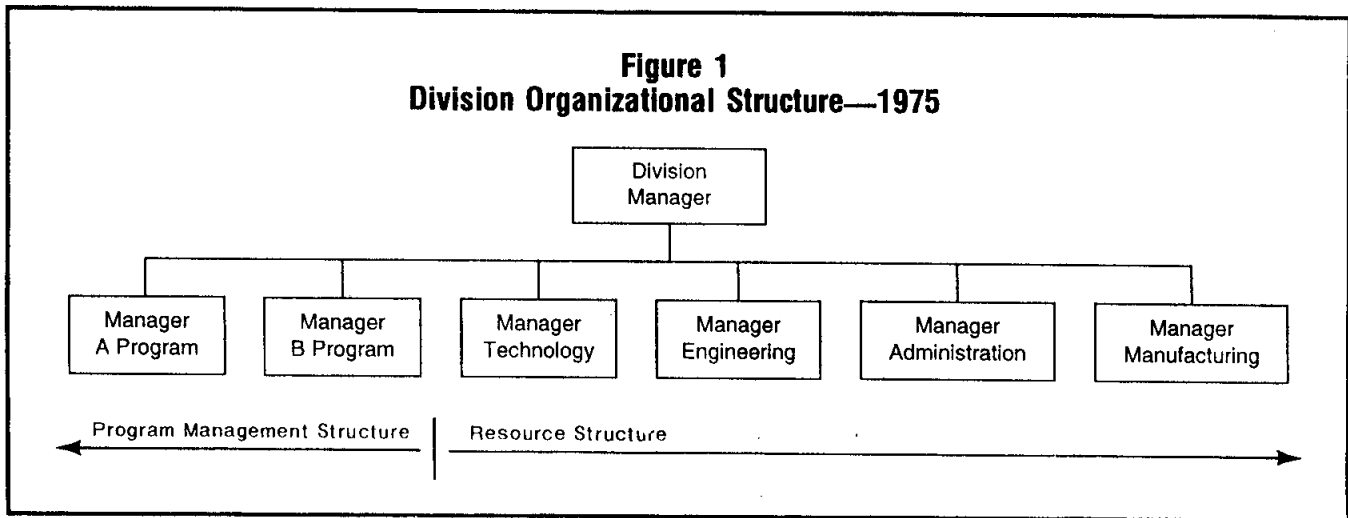 Figure 1
Division Organizational Structure—1975
Division
Manager
Manager
A Program
Manager
B Program
Manager
Technology
Manager
Engineering
Manager
Administration
Manager
Manufacturing
Program Management Structure
Resource Structure